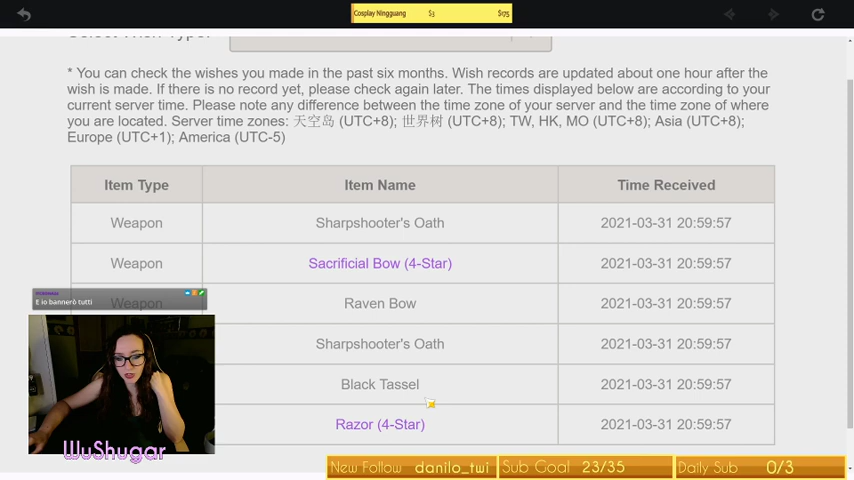 Cosplay Ningguang $3 $175
* You can check the wishes you made in the past six months. Wish records are updated about one hour after the
wish is made. If there is no record yet, please check again later. The times displayed below are according to your
current server time. Please note any difference between the time zone of your server and the time zone of where
you are located. Server time zones: 天空岛 (UTC+8); 世界树 (UTC+8); TW, HK, MO (UTC+8); Asia (UTC+8);
Europe (UTC+1); America (UTC-5)
Item Type Item Name Time Received
Weapon Sharpshooter's Oath 2021-03-31 20:59:57
Weapon Sacrificial Bow (4-Star) 2021-03-31 20:59:57
Weapon Raven Bow 2021-03-31 20:59:57
E io bannerò tutti
Sharpshooter's Oath 2021-03-31 20:59:57
Black Tassel 2021-03-31 20:59:57
Razor (4-Star) 2021-03-31 20:59:57
WuShugar
New Follow danilo_twi Sub Goal 23/35 Daily Sub 0/3